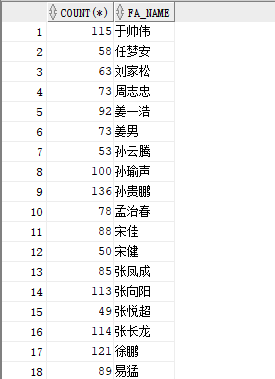 COUNT(*) FA_NAME
1 115 于帅伟
2 58 任梦安
3 63 刘家松
4 73 周志忠
5 92 姜一浩
6 73 姜男
7 53 孙云腾
8 100 孙瑜声
9 136 孙贵鹏
10 78 孟治春
11 88 宋佳
12 50 宋健
13 85 张凤成
14 113 张向阳
15 49 张悦超
16 114 张长龙
17 121 徐鹏
18 89 易猛